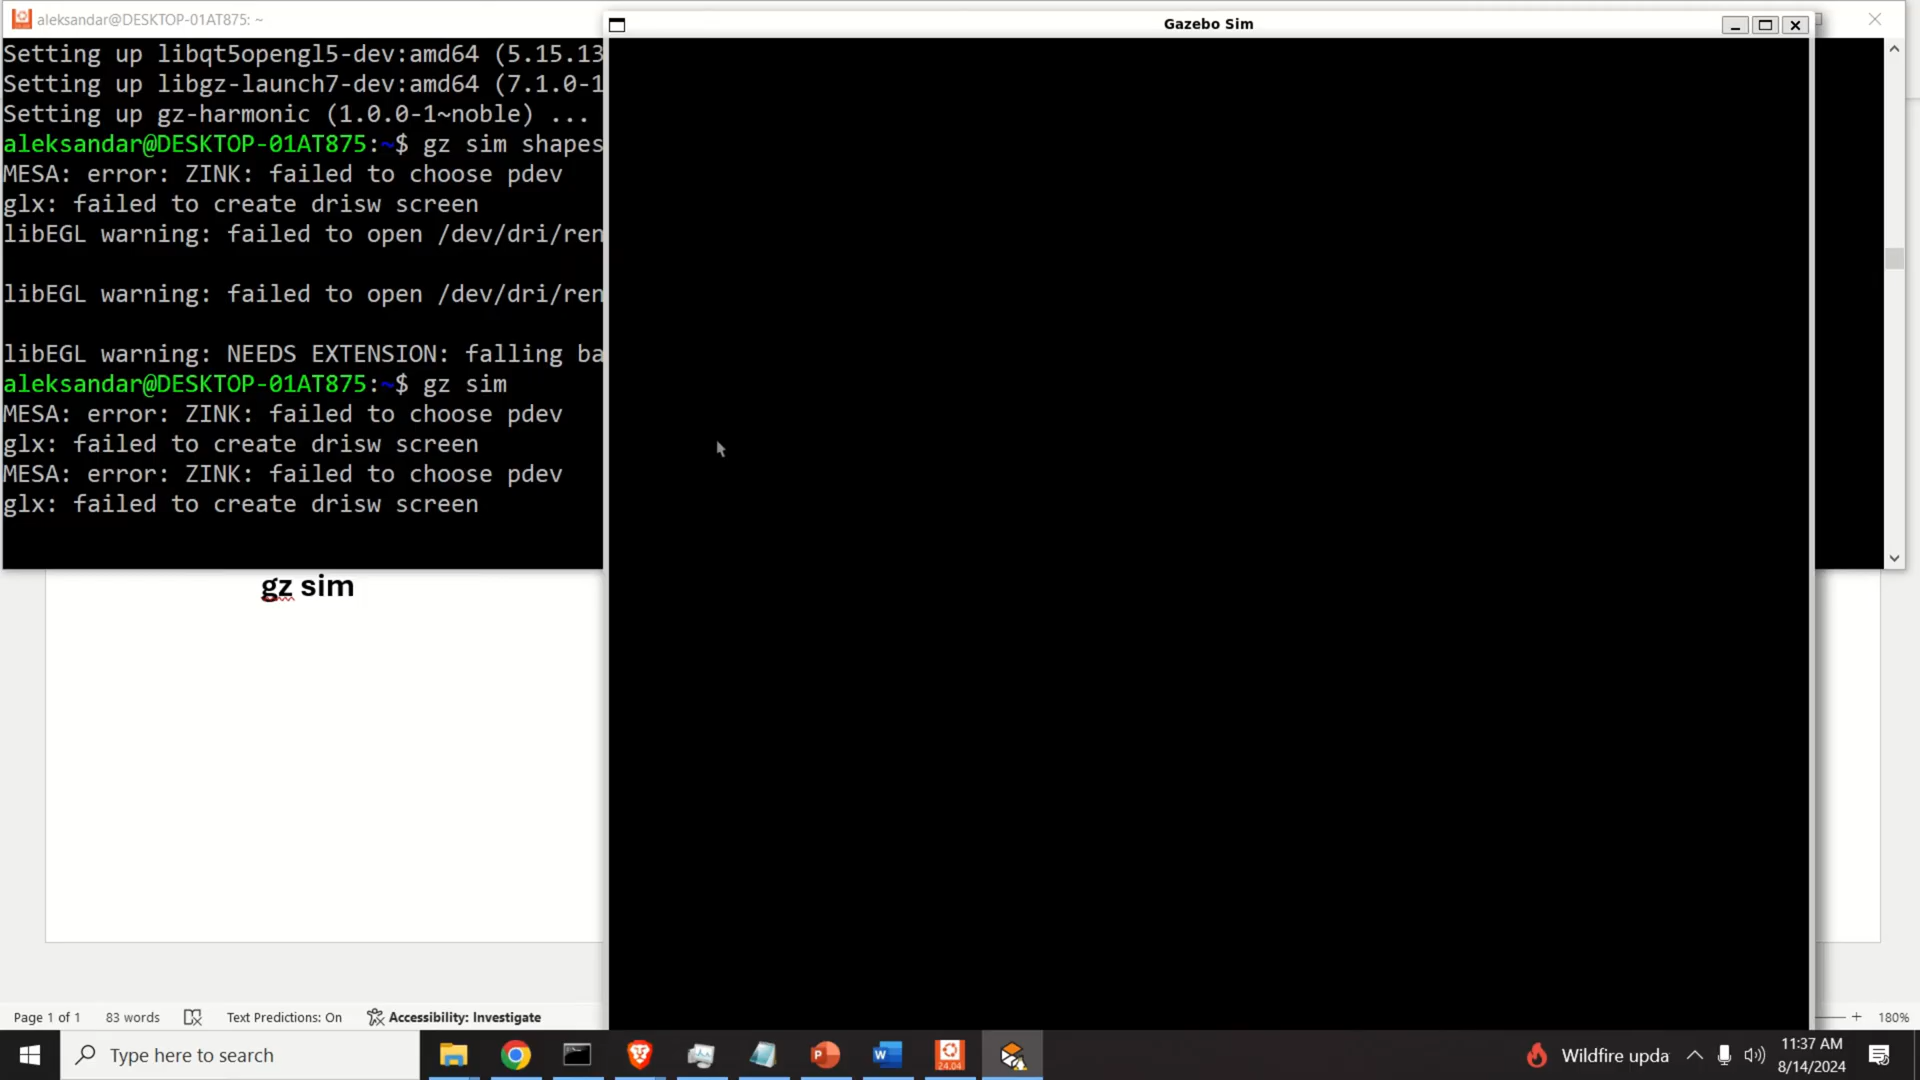 aleksandar@DESKTOP-01AT875: ~
Setting up libqt5opengl5-dev:amd64 (5.15.13
Setting up libgz-launch7-dev:amd64 (7.1.0-1
Setting up gz-harmonic (1.0.0-1~noble) ...
aleksandar@DESKTOP-01AT875:~$ gz sim shapes
MESA: error: ZINK: failed to choose pdev
glx: failed to create drisw screen
libEGL warning: failed to open /dev/dri/ren
libEGL warning: failed to open /dev/dri/ren
libEGL warning: NEEDS EXTENSION: falling ba
aleksandar@DESKTOP-01AT875:~$ gz sim
MESA: error: ZINK: failed to choose pdev
glx: failed to create drisw screen
MESA: error: ZINK: failed to choose pdev
glx: failed to create drisw screen
Gazebo Sim
gz sim
Page 1 of 1 83 words Text Predictions: On Accessibility: Investigate
180%
Type here to search
24.04
Wildfire upda
11:37 AM
8/14/2024